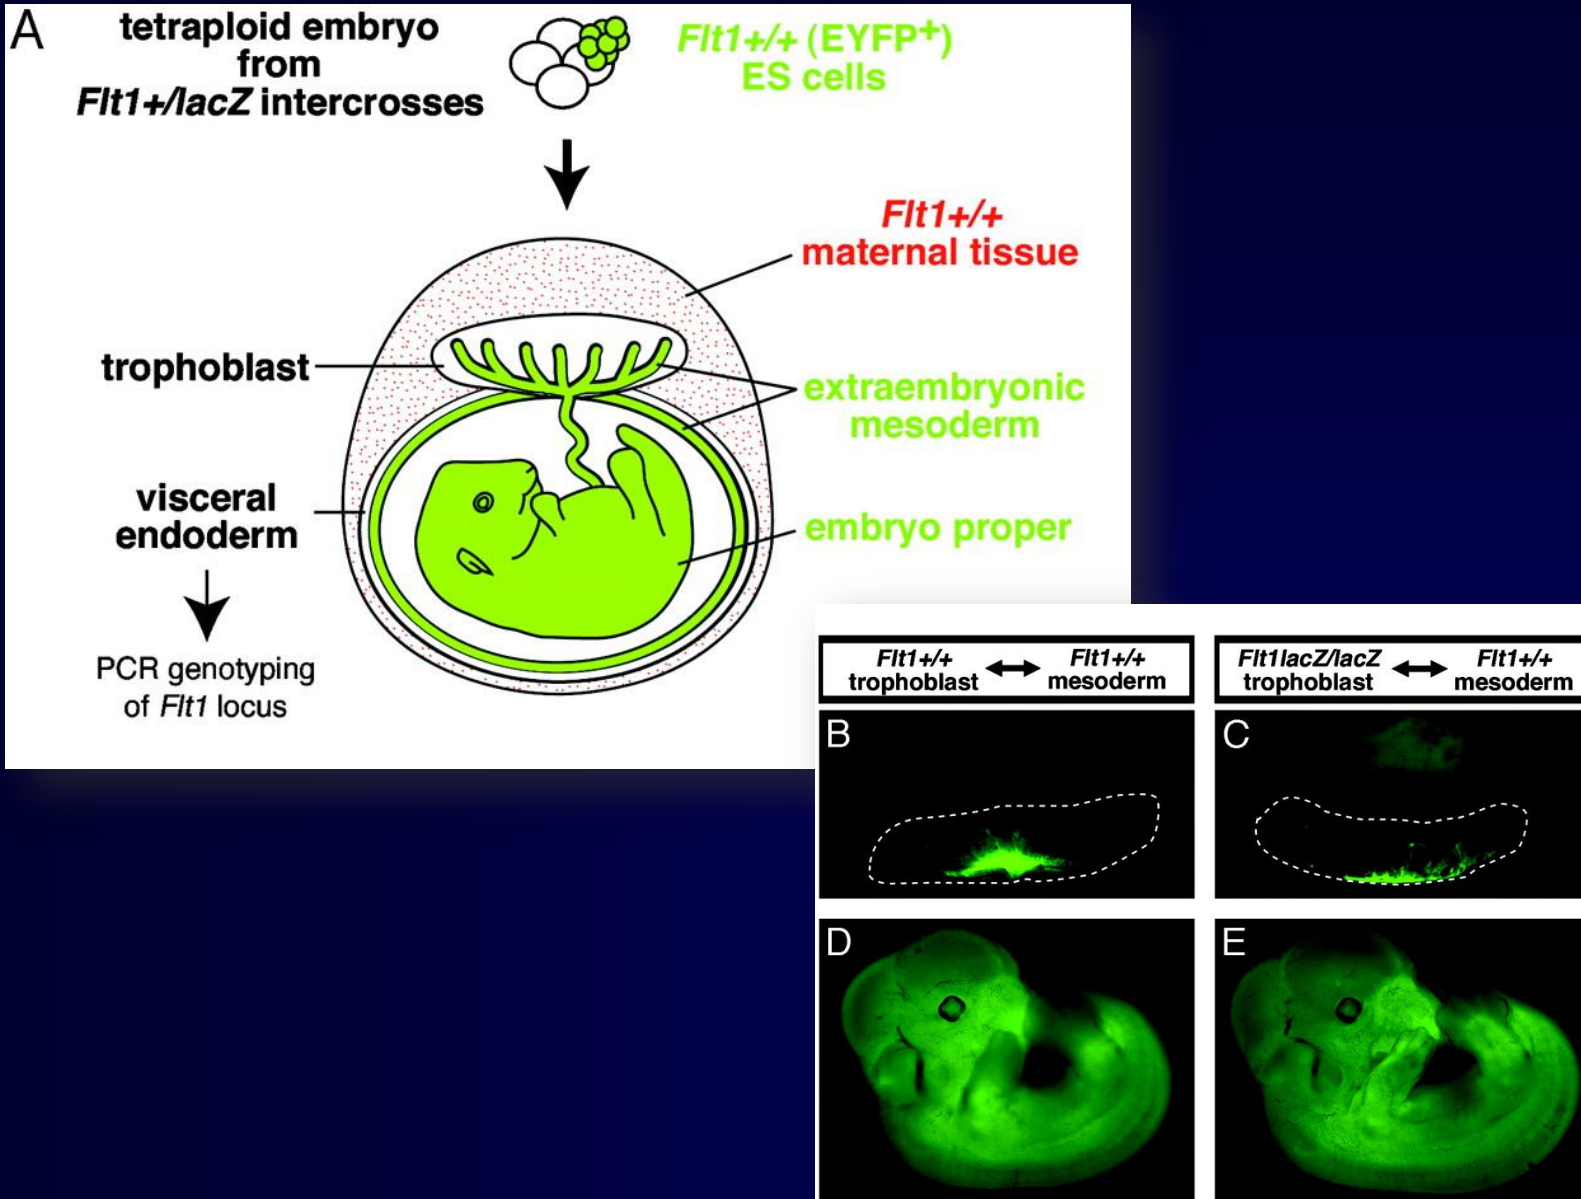 A
tetraploid embryo
from
Flt1+/lacZ intercrosses
Flt1+/+ (EYFP+)
ES cells
Flt1+/+
maternal tissue
trophoblast
extraembryonic
mesoderm
visceral
endoderm
embryo proper
PCR genotyping
of Flt1 locus
Flt1+/+
trophoblast
Flt1+/+
mesoderm
Flt1lacZ/lacZ
trophoblast
Flt1+/+
mesoderm
B
C
D
E